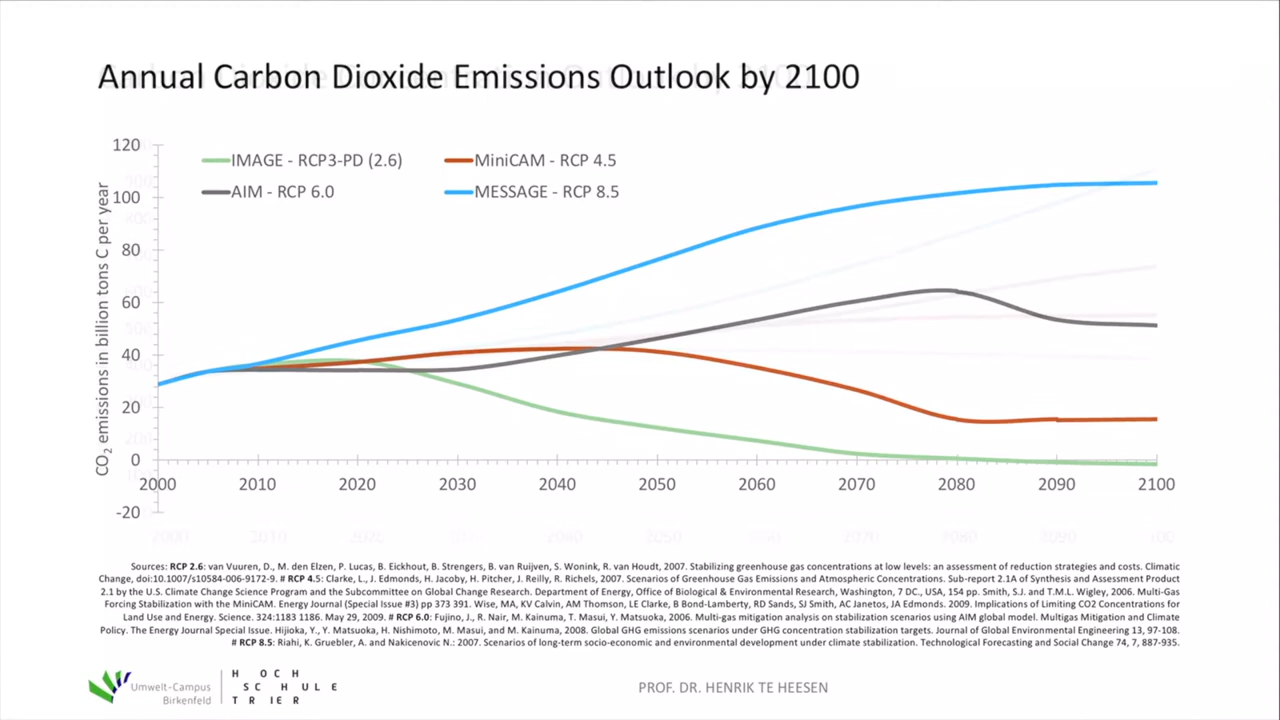 Annual Carbon Dioxide Emissions Outlook by 2100
120
IMAGE - RCP3-PD (2.6)
MiniCAM - RCP 4.5
AIM - RCP 6.0
MESSAGE - RCP 8.5
100
80
60
40
20
0
-20
CO2 emissions in billion tons C per year
2000 2010 2020 2030 2040 2050 2060 2070 2080 2090 2100
Sources: RCP 2.6: van Vuuren, D., M. den Elzen, P. Lucas, B. Eickhout, B. Strengers, B. van Ruijven, S. Wonink, R. van Houdt, 2007. Stabilizing greenhouse gas concentrations at low levels: an assessment of reduction strategies and costs. Climatic
Change, doi:10.1007/s10584-006-9172-9. # RCP 4.5: Clarke, L., J. Edmonds, H. Jacoby, H. Pitcher, J. Reilly, R. Richels, 2007. Scenarios of Greenhouse Gas Emissions and Atmospheric Concentrations. Sub-report 2.1A of Synthesis and Assessment Product
2.1 by the U.S. Climate Change Science Program and the Subcommittee on Global Change Research. Department of Energy, Office of Biological & Environmental Research, Washington, 7 DC., USA, 154 pp. Smith, S.J. and T.M.L. Wigley, 2006. Multi-Gas
Forcing Stabilization with the MiniCAM. Energy Journal (Special Issue #3) pp 373 391. Wise, MA, KV Calvin, AM Thomson, LE Clarke, B Bond-Lamberty, RD Sands, SJ Smith, AC Janetos, JA Edmonds. 2009. Implications of Limiting CO2 Concentrations for
Land Use and Energy. Science. 324:1183 1186. May 29, 2009. # RCP 6.0: Fujino, J., R. Nair, M. Kainuma, T. Masui, Y. Matsuoka, 2006. Multi-gas mitigation analysis on stabilization scenarios using AIM global model. Multigas Mitigation and Climate
Policy. The Energy Journal Special Issue. Hijioka, Y., Y. Matsuoka, H. Nishimoto, M. Masui, and M. Kainuma, 2008. Global GHG emissions scenarios under GHG concentration stabilization targets. Journal of Global Environmental Engineering 13, 97-108.
# RCP 8.5: Riahi, K. Gruebler, A. and Nakicenovic N.: 2007. Scenarios of long-term socio-economic and environmental development under climate stabilization. Technological Forecasting and Social Change 74, 7, 887-935.
Umwelt-Campus
Birkenfeld
HOCH
SCHULE
TRIER
PROF. DR. HENRIK TE HEESEN